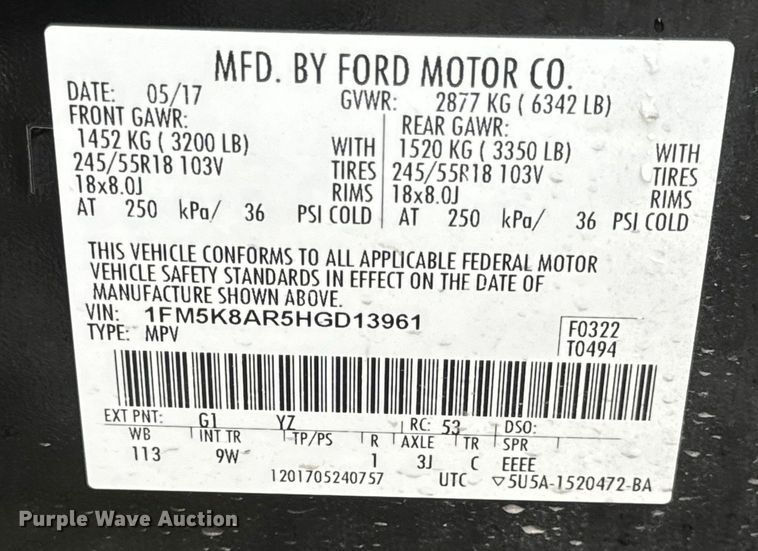 MFD. BY FORD MOTOR CO.
DATE: 05/17 GVWR: 2877 KG ( 6342 LB)
FRONT GAWR: REAR GAWR:
1452 KG ( 3200 LB) WITH 1520 KG ( 3350 LB) WITH
245/55R18 103V TIRES 245/55R18 103V TIRES
18x8.0J RIMS 18x8.0J RIMS
AT 250 kPa/ 36 PSI COLD AT 250 kPa/ 36 PSI COLD
THIS VEHICLE CONFORMS TO ALL APPLICABLE FEDERAL MOTOR
VEHICLE SAFETY STANDARDS IN EFFECT ON THE DATE OF
MANUFACTURE SHOWN ABOVE.
VIN: 1FM5K8AR5HGD13961 F0322
TYPE: MPV T0494
EXT PNT: G1 YZ RC: 53 DSO:
WB INT TR TP/PS R AXLE TR SPR
113 9W 1 3J C EEEE
1201705240757 UTC ▽5U5A-1520472-BA
Purple Wave Auction